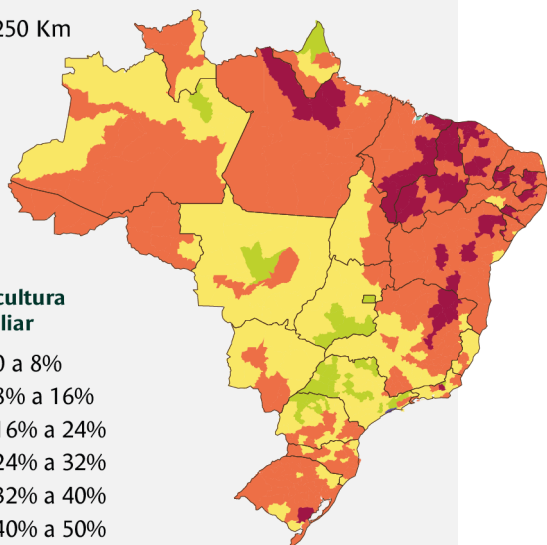 250 Km
cultura
liar
0 a 8%
8% a 16%
16% a 24%
24% a 32%
32% a 40%
40% a 50%